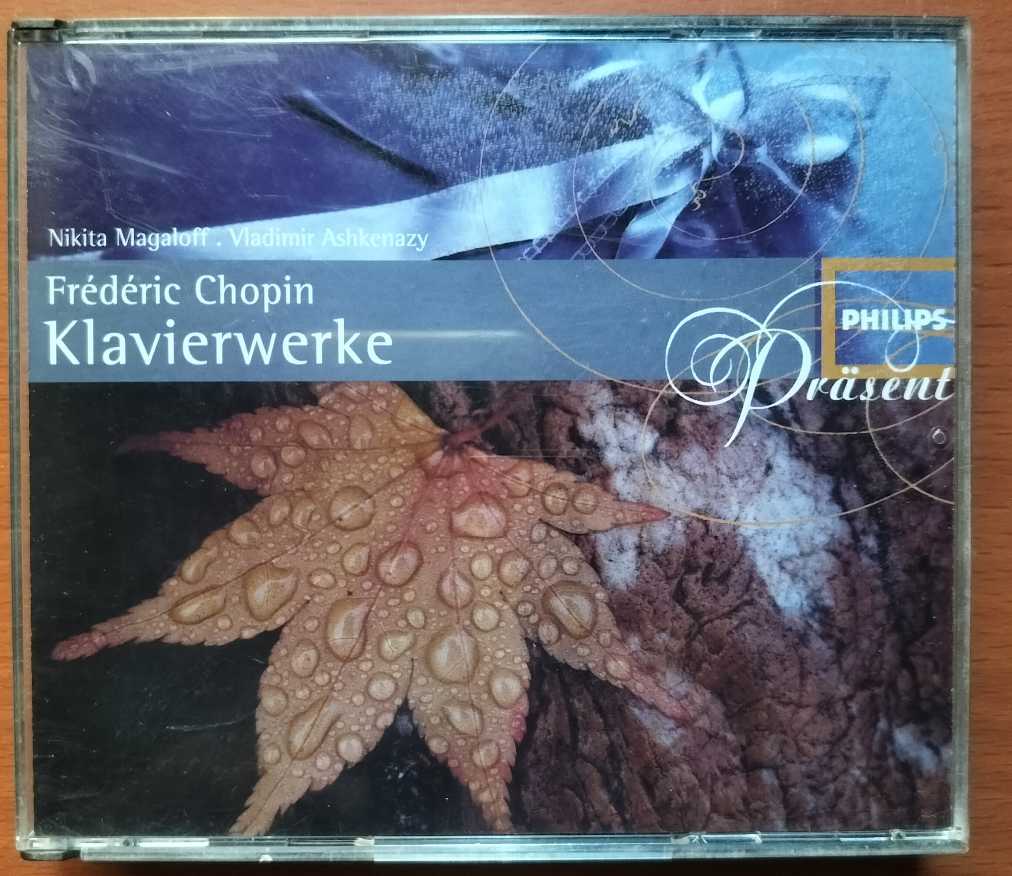 Nikita Magaloff . Vladimir Ashkenazy
Frédéric Chopin
Klavierwerke
PHILIPS
Präsent